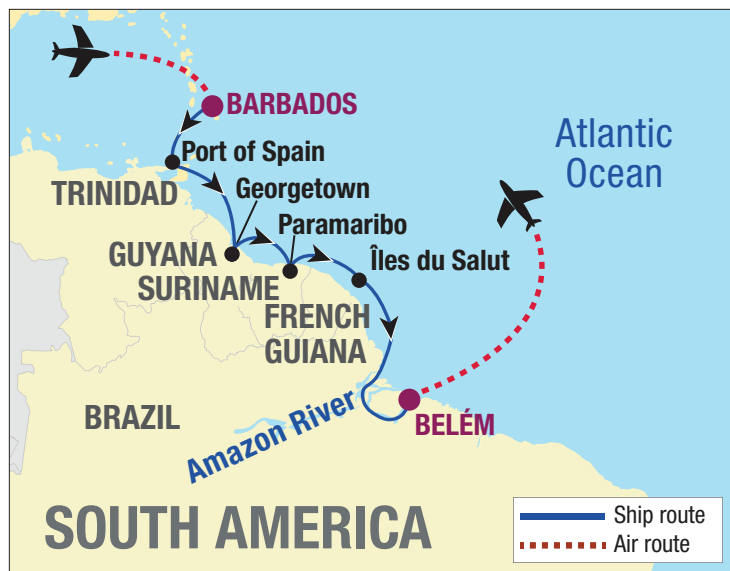 BARBADOS
Atlantic
Ocean
Port of Spain
TRINIDAD
Georgetown
Paramaribo
GUYANA
Îles du Salut
SURINAME
FRENCH
GUIANA
BRAZIL
Amazon River
BELÉM
SOUTH AMERICA
Ship route
Air route